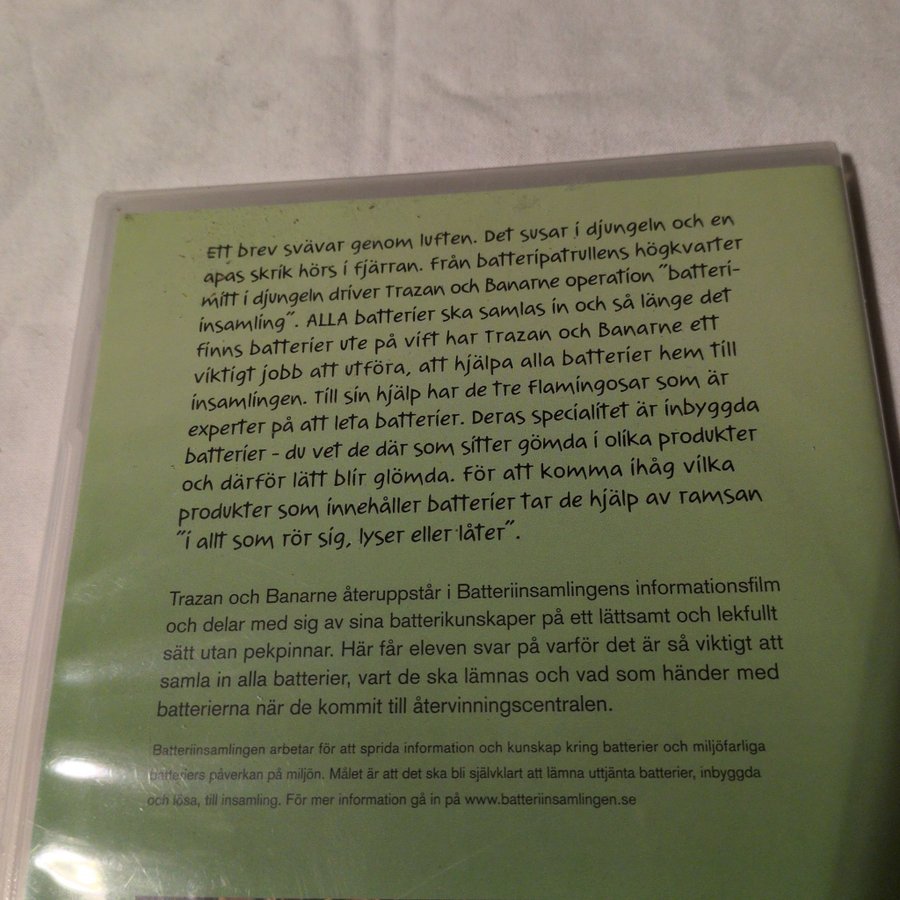 Ett brev svävar genom luften. Det susar i djungeln och en
apas skrik hörs i fjärran. Från batteripatrullens högkvarter
mitt i djungeln driver Trazan och Banarne operation "batteri-
insamling". ALLA batterier ska samlas in och så länge det
finns batterier ute på vift har Trazan och Banarne ett
viktigt jobb att utföra, att hjälpa alla batterier hem till
insamlingen. Till sin hjälp har de tre flamingosar som är
experter på att leta batterier. Deras specialitet är inbyggda
batterier - du vet de där som sitter gömda i olika produkter
och därför lätt blir glömda. För att komma ihåg vilka
produkter som innehåller batterier tar de hjälp av ramsan
"i allt som rör sig, lyser eller låter".
Trazan och Banarne återuppstår i Batteriinsamlingens informationsfilm
och delar med sig av sina batterikunskaper på ett lättsamt och lekfullt
sätt utan pekpinnar. Här får eleven svar på varför det är så viktigt att
samla in alla batterier, vart de ska lämnas och vad som händer med
batterierna när de kommit till återvinningscentralen.
Batteriinsamlingen arbetar för att sprida information och kunskap kring batterier och miljöfarliga
batteriers påverkan på miljön. Målet är att det ska bli självklart att lämna uttjänta batterier, inbyggda
och lösa, till insamling. För mer information gå in på www.batteriinsamlingen.se